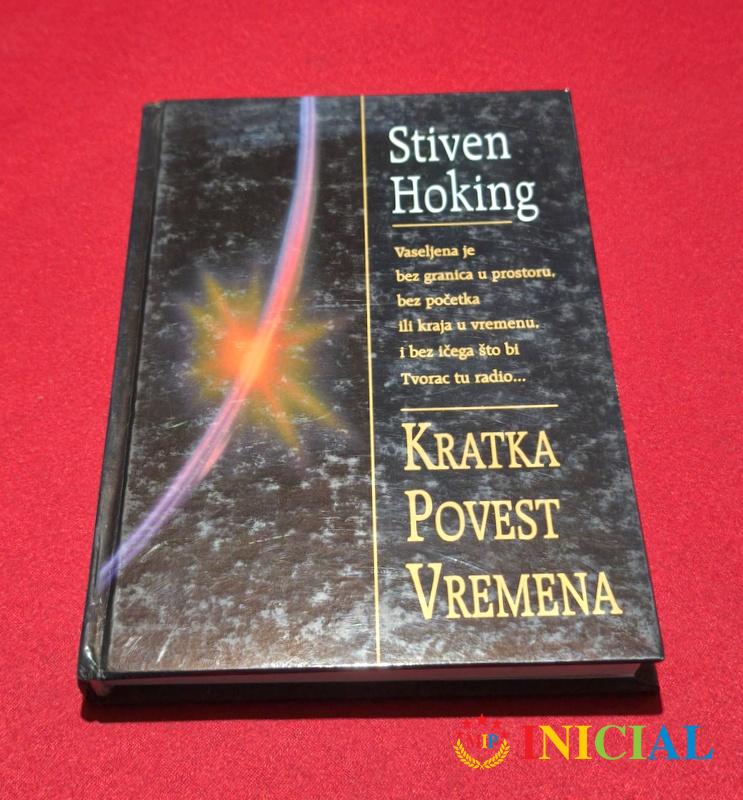 Stiven
Hoking
Vaseljena je
bez granica u prostoru,
bez početka
ili kraja u vremenu,
i bez ičega što bi
Tvorac tu radio...
KRATKA
POVEST
VREMENA
IP
INICIAL